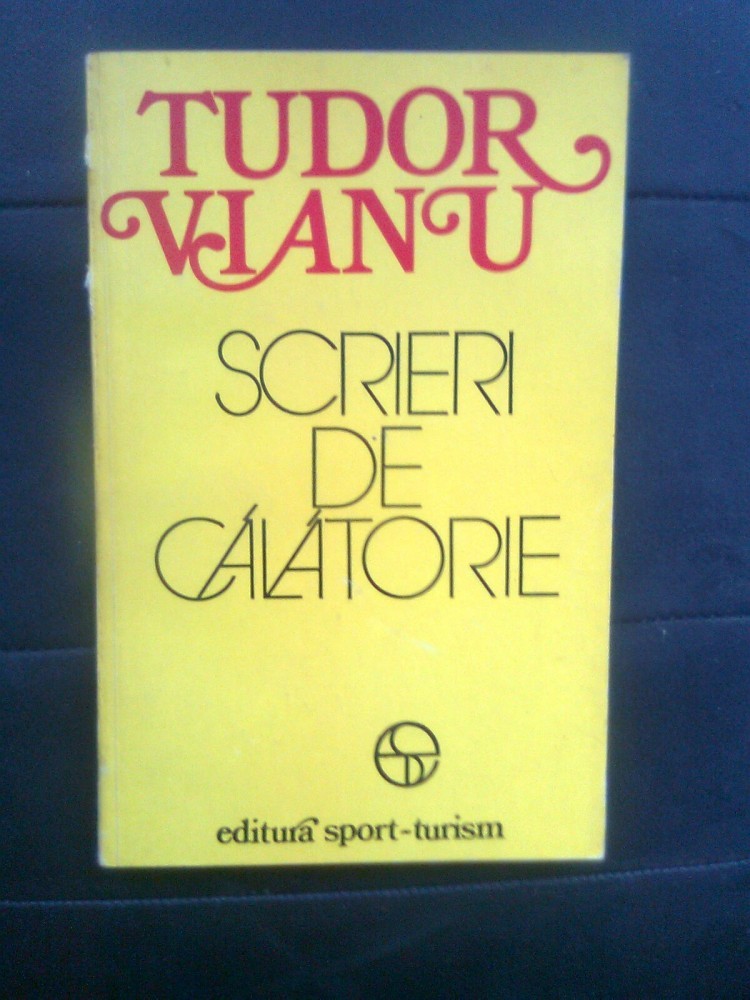 TUDOR
VIANU
SCRIERI
DE
CĂLĂTORIE
editura sport-turism